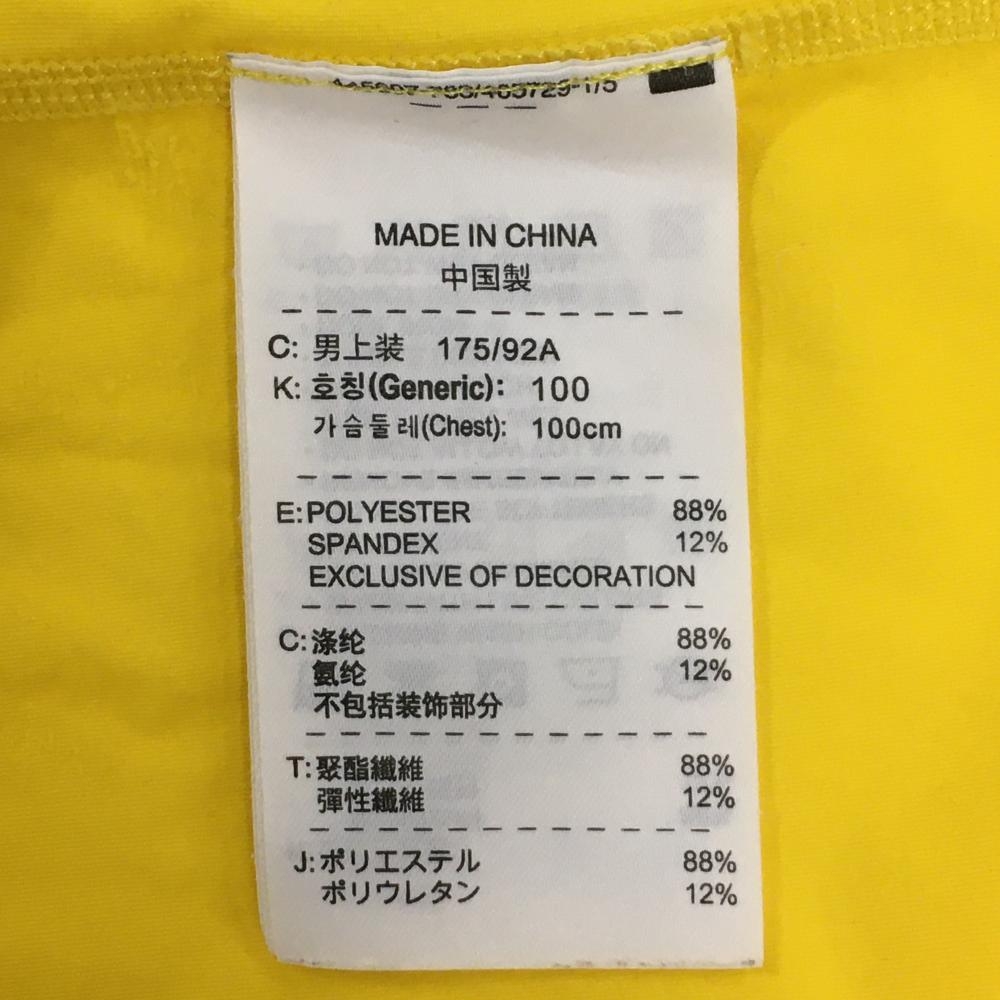 MADE IN CHINA
中国製
C: 男上装 175/92A
K: 호칭(Generic): 100
가슴둘레(Chest): 100cm
E:POLYESTER 88%
SPANDEX 12%
EXCLUSIVE OF DECORATION
C:涤纶 88%
氨纶 12%
不包括装饰部分
T:聚酯纖維 88%
彈性纖維 12%
J:ポリエステル 88%
ポリウレタン 12%